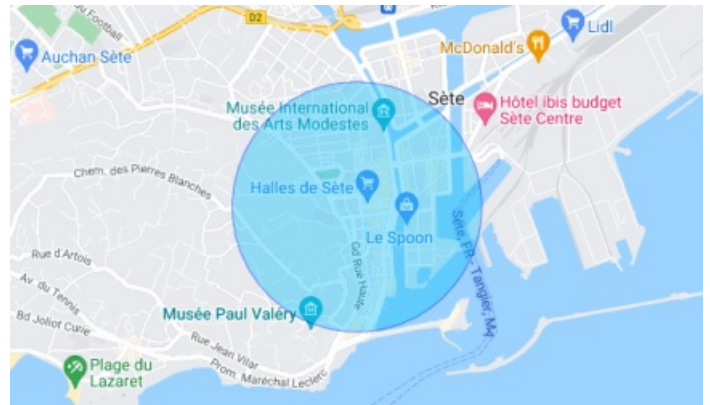 du Football
D2
Auchan Sète
Lidl
McDonald's
Sète
Hôtel ibis budget
Sète Centre
Musée International
des Arts Modestes
Chem. des Pierres Blanches
Halles de Sète
Le Spoon
Sète, FR - Tangier, M
Gd Rue Haute
Rue d'Artois
Av. du Tennis
Bd Joliot Curie
Musée Paul Valéry
Rue Jean Vilar
Prom. Maréchal Leclerc
Plage du
Lazaret